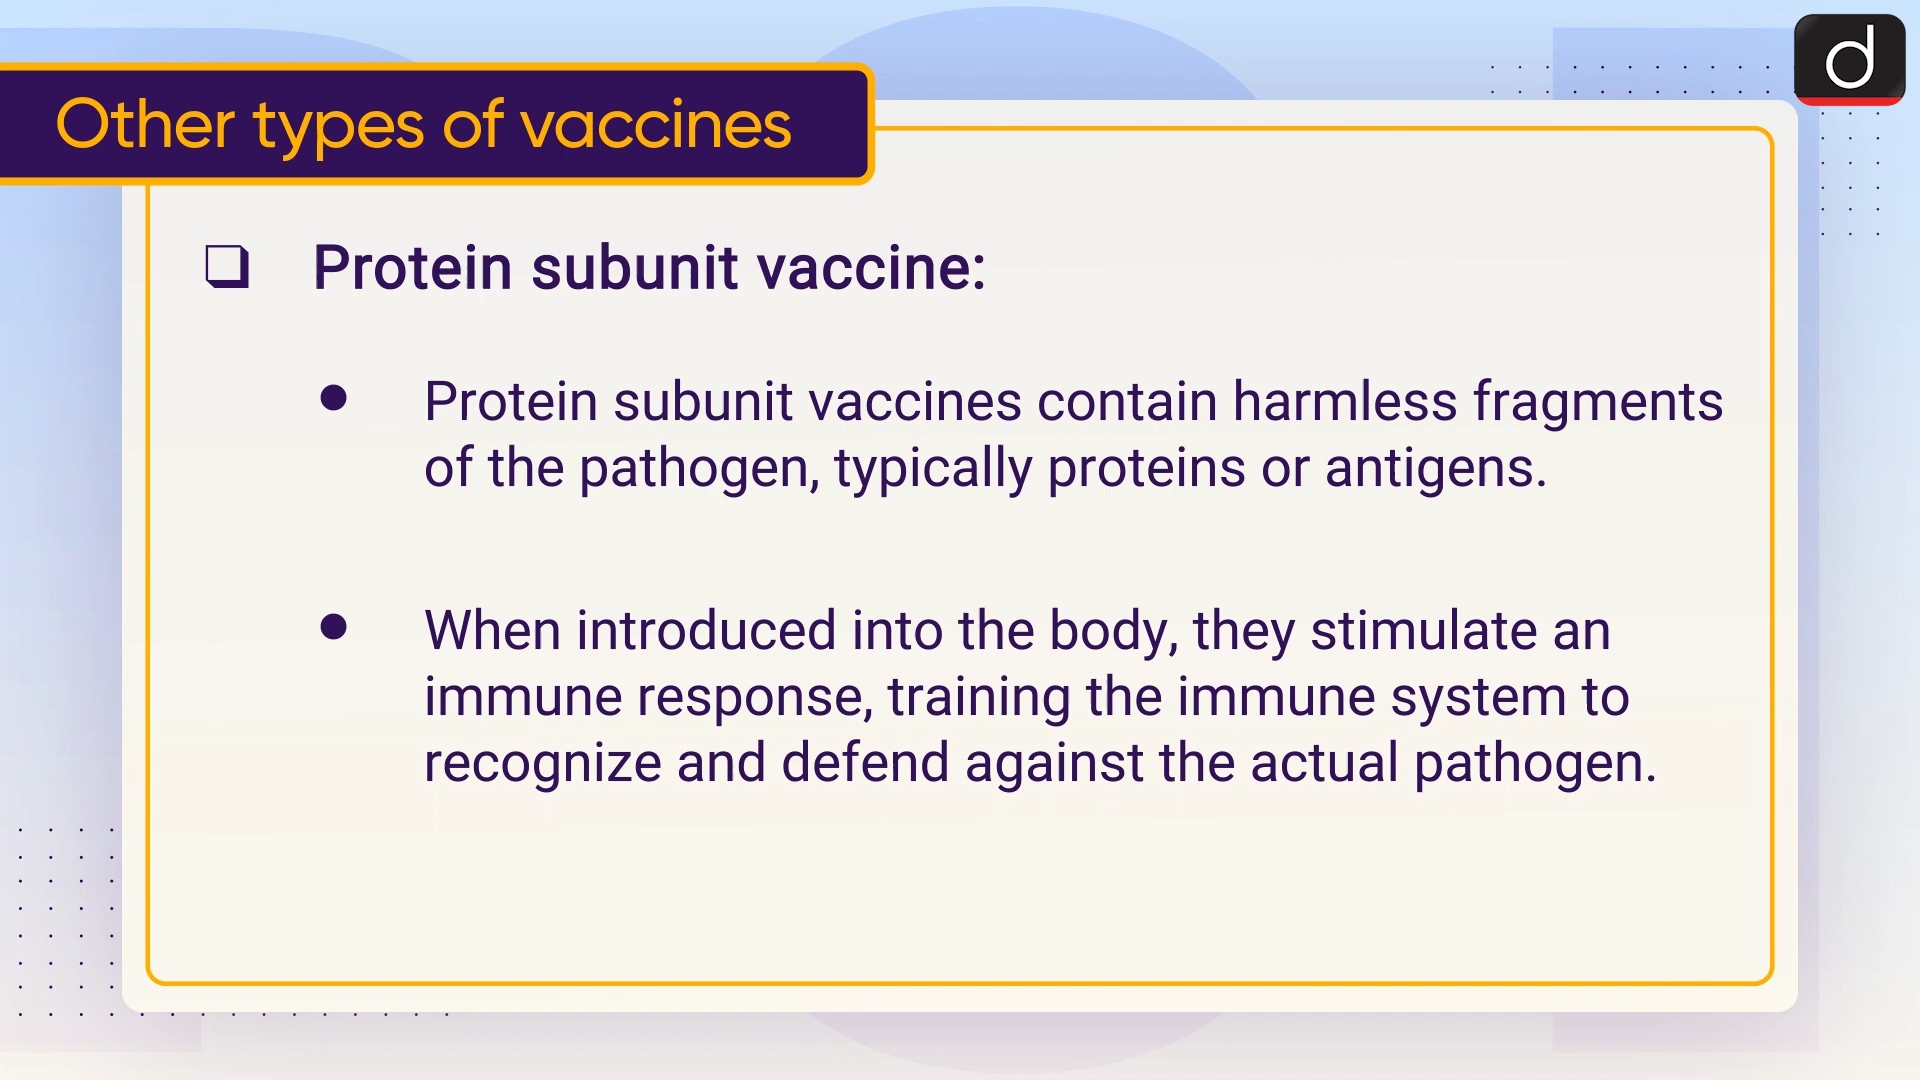 Other types of vaccines
d
❑ Protein subunit vaccine:
● Protein subunit vaccines contain harmless fragments
of the pathogen, typically proteins or antigens.
● When introduced into the body, they stimulate an
immune response, training the immune system to
recognize and defend against the actual pathogen.